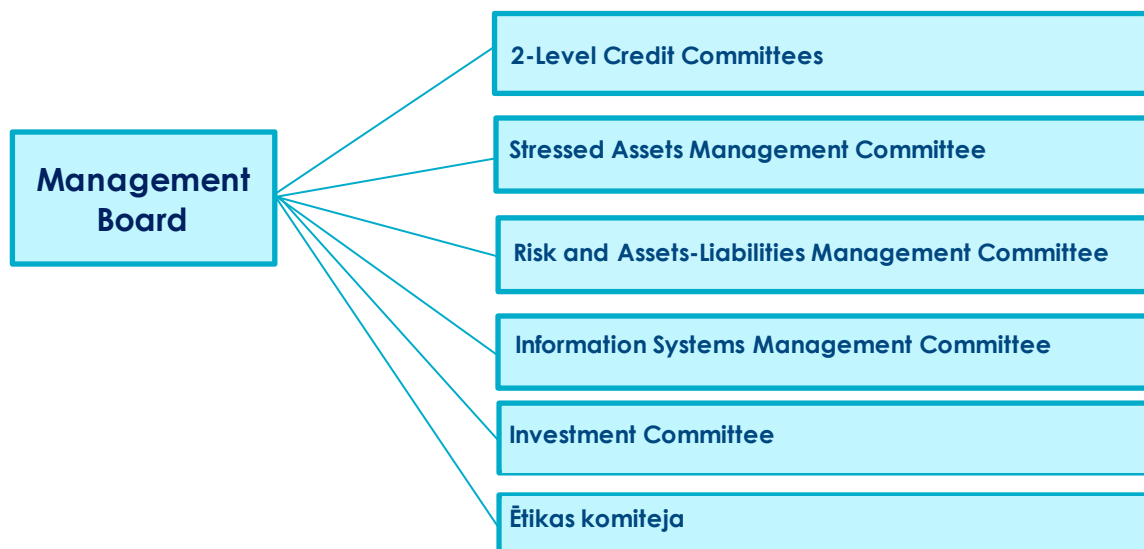 2-Level Credit Committees
Stressed Assets Management Committee
Management
Board
Risk and Assets-Liabilities Management Committee
Information Systems Management Committee
Investment Committee
Ētikas komiteja